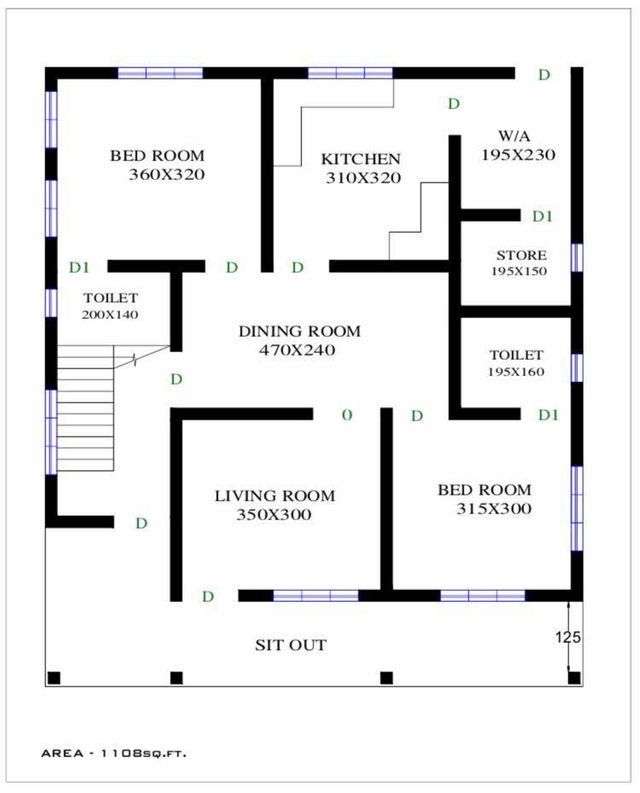 D
D
W/A
195X230
BED ROOM
360X320
KITCHEN
310X320
D1
STORE
195X150
D1
D
D
TOILET
200X140
DINING ROOM
470X240
TOILET
195X160
D
0
D
D1
LIVING ROOM
350X300
BED ROOM
315X300
D
D
SIT OUT
125
AREA - 1108SQ.FT.